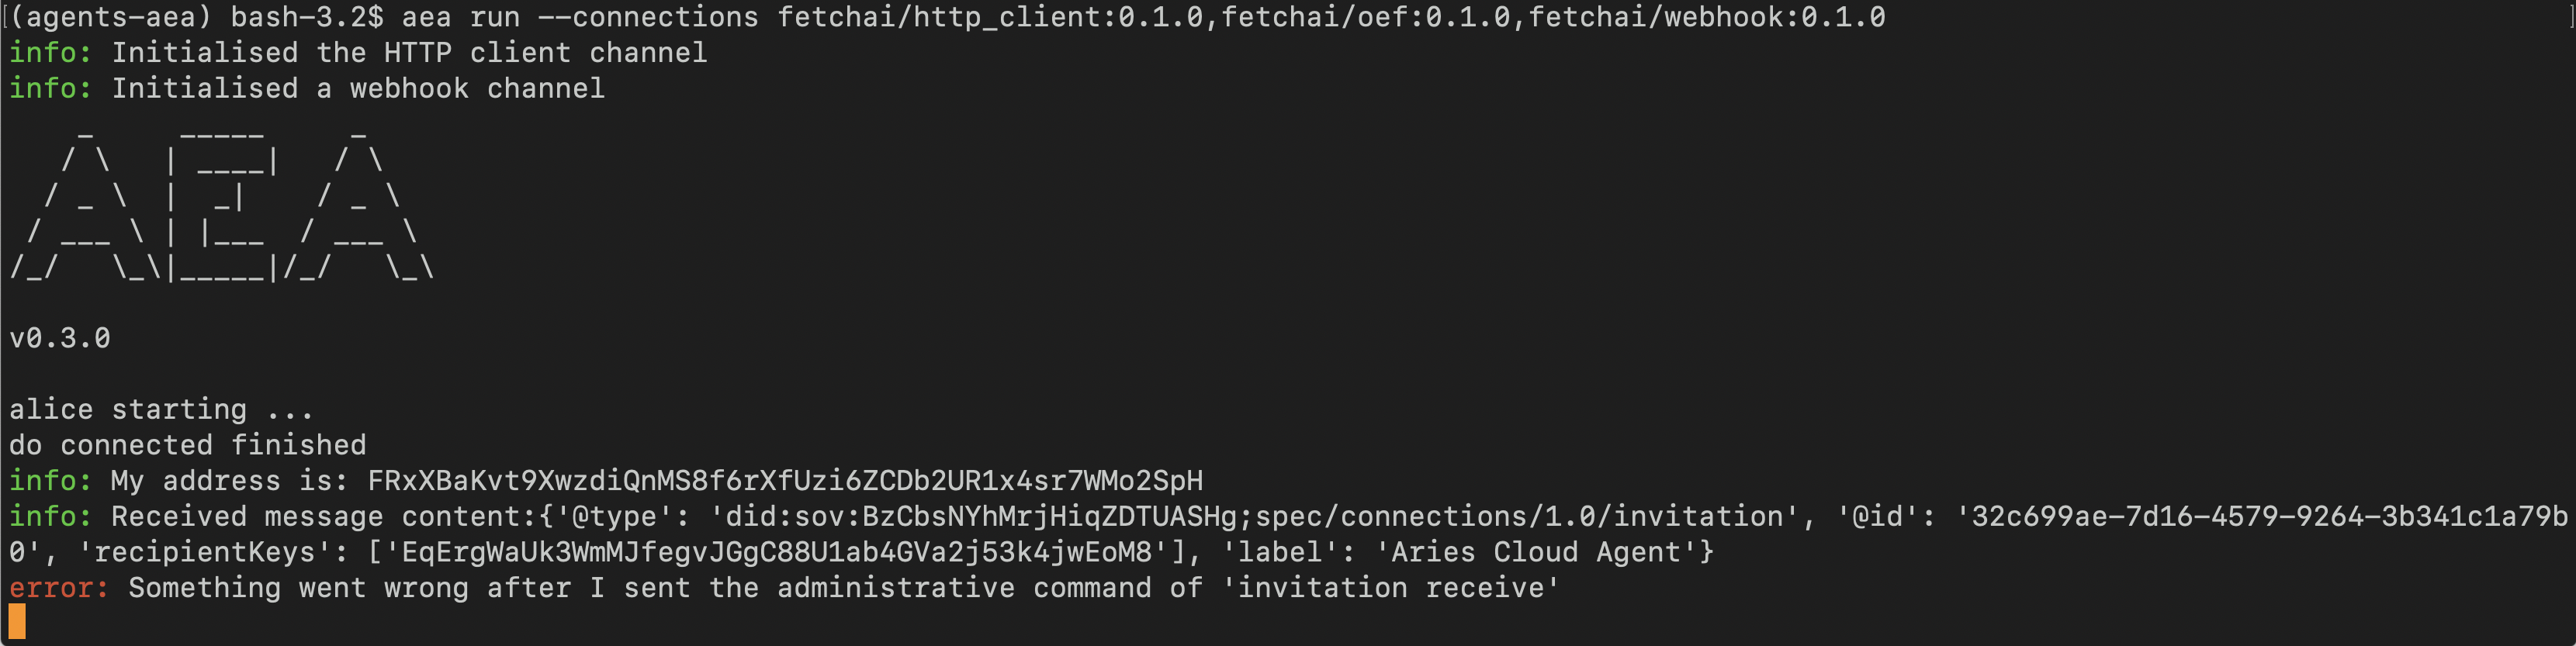 (agents-aea) bash-3.2$ aea run --connections fetchai/http_client:0.1.0,fetchai/oef:0.1.0,fetchai/webhook:0.1.0
info: Initialised the HTTP client channel
info: Initialised a webhook channel
    _     _____     _
   / \   | ____|   / \
  / _ \  |  _|    / _ \
 / ___ \ | |___  / ___ \
/_/   \_\|_____|/_/   \_\
v0.3.0
alice starting ...
do connected finished
info: My address is: FRxXBaKvt9XwzdiQnMS8f6rXfUzi6ZCDb2UR1x4sr7WMo2SpH
info: Received message content:{'@type': 'did:sov:BzCbsNYhMrjHiqZDTUASHg;spec/connections/1.0/invitation', '@id': '32c699ae-7d16-4579-9264-3b341c1a79b
0', 'recipientKeys': ['EqErgWaUk3WmMJfegvJGgC88U1ab4GVa2j53k4jwEoM8'], 'label': 'Aries Cloud Agent'}
error: Something went wrong after I sent the administrative command of 'invitation receive'